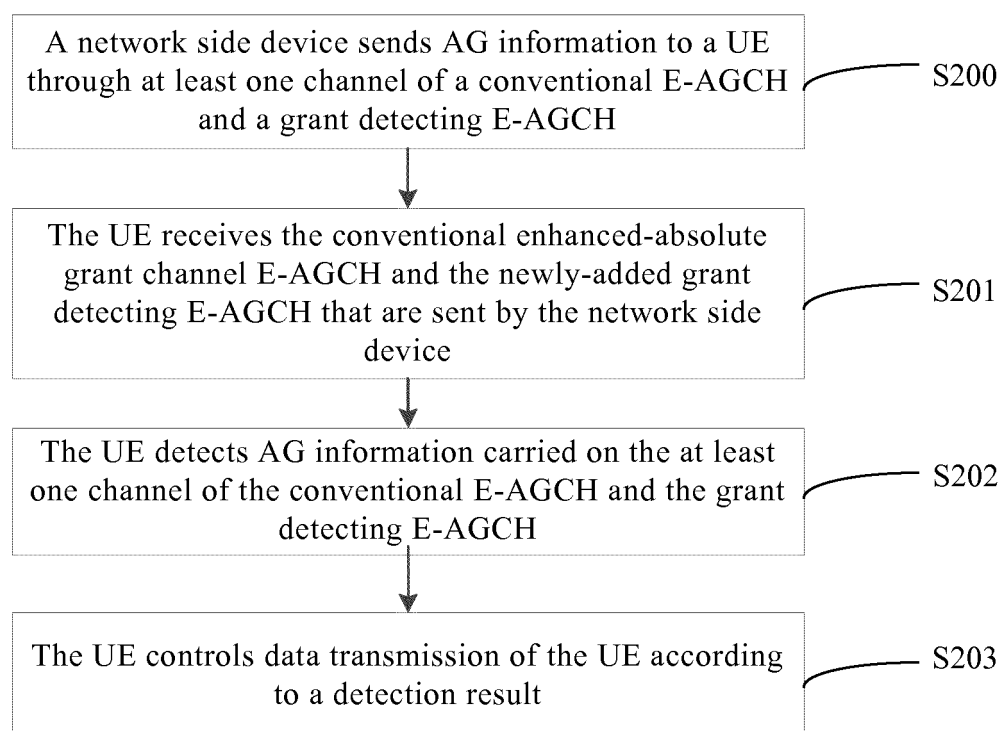 A network side device sends AG information to a UE
through at least one channel of a conventional E-AGCH
and a grant detecting E-AGCH
S200
The UE receives the conventional enhanced-absolute
grant channel E-AGCH and the newly-added grant
detecting E-AGCH that are sent by the network side
device
S201
The UE detects AG information carried on the at least
one channel of the conventional E-AGCH and the grant
detecting E-AGCH
S202
The UE controls data transmission of the UE according
to a detection result
S203